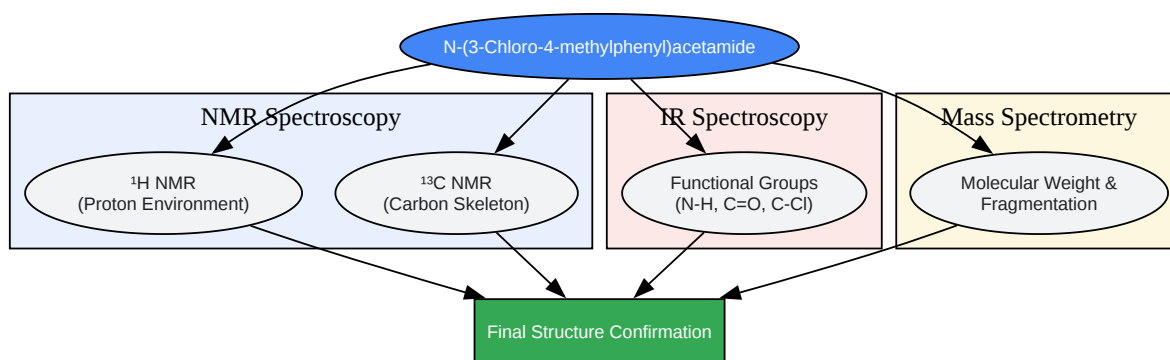 N-(3-Chloro-4-methylphenyl)acetamide
NMR Spectroscopy
IR Spectroscopy
Mass Spectrometry
¹H NMR
(Proton Environment)
¹³C NMR
(Carbon Skeleton)
Functional Groups
(N-H, C=O, C-Cl)
Molecular Weight &
Fragmentation
Final Structure Confirmation